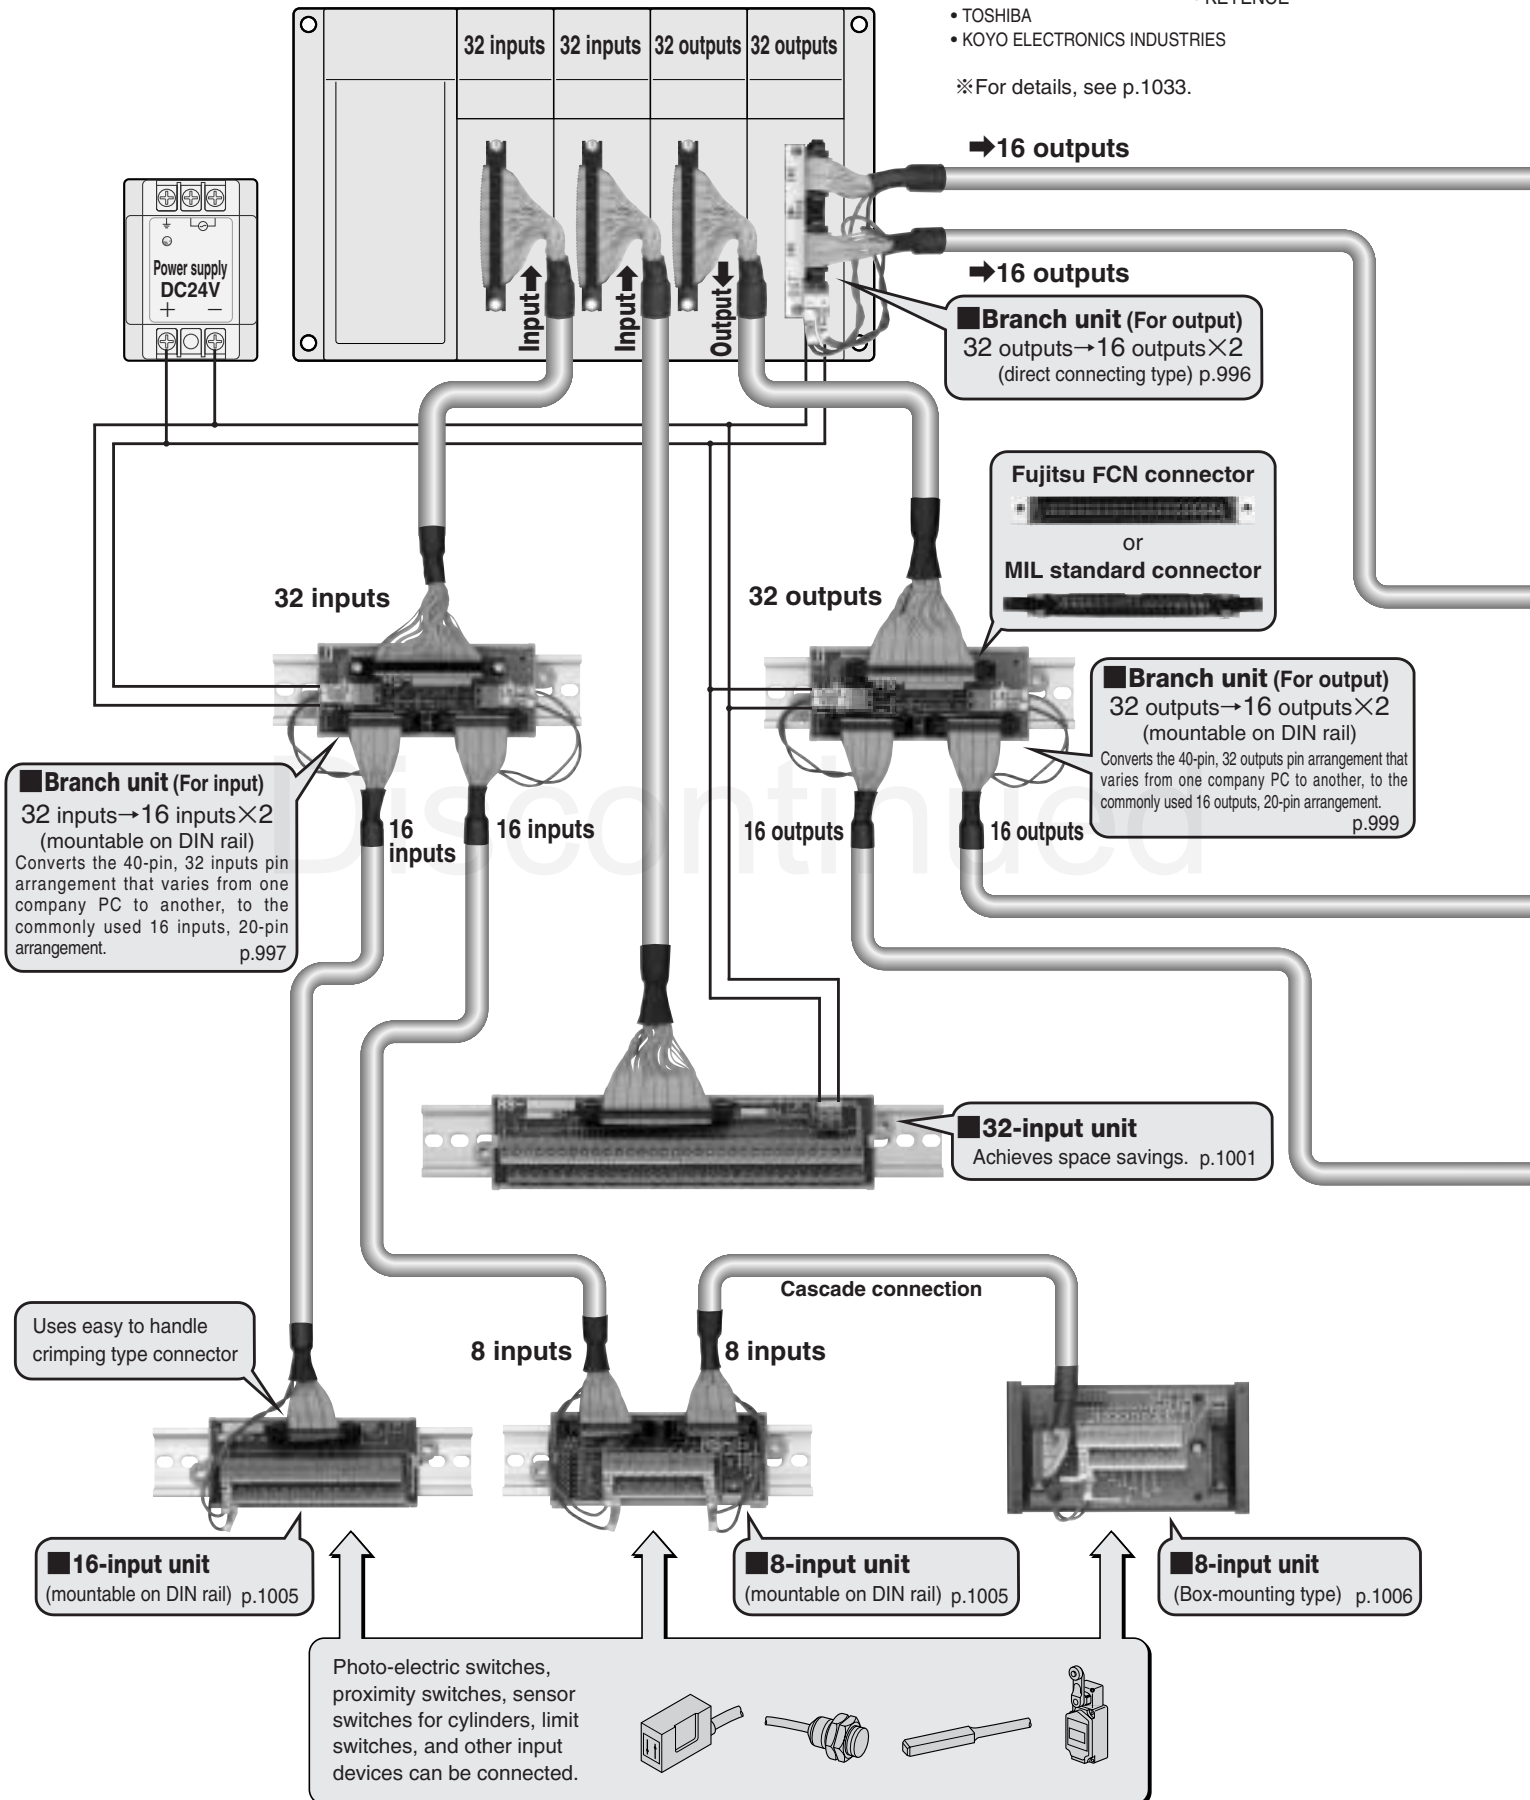 • TOSHIBA
• KOYO ELECTRONICS INDUSTRIES
※For details, see p.1033.
32 inputs
32 inputs
32 outputs
32 outputs
➡16 outputs
➡16 outputs
Power supply
DC24V
+ −
Input
Input
Output
■Branch unit (For output)
32 outputs→16 outputs×2
(direct connecting type) p.996
Fujitsu FCN connector
or
MIL standard connector
32 inputs
32 outputs
■Branch unit (For output)
32 outputs→16 outputs×2
(mountable on DIN rail)
Converts the 40-pin, 32 outputs pin arrangement that
varies from one company PC to another, to the
commonly used 16 outputs, 20-pin arrangement.
p.999
■Branch unit (For input)
32 inputs→16 inputs×2
(mountable on DIN rail)
Converts the 40-pin, 32 inputs pin
arrangement that varies from one
company PC to another, to the
commonly used 16 inputs, 20-pin
arrangement. p.997
Discontinued
16
inputs
16 inputs
16 outputs
16 outputs
■32-input unit
Achieves space savings. p.1001
Cascade connection
Uses easy to handle
crimping type connector
8 inputs
8 inputs
■16-input unit
(mountable on DIN rail) p.1005
■8-input unit
(mountable on DIN rail) p.1005
■8-input unit
(Box-mounting type) p.1006
Photo-electric switches,
proximity switches, sensor
switches for cylinders, limit
switches, and other input
devices can be connected.